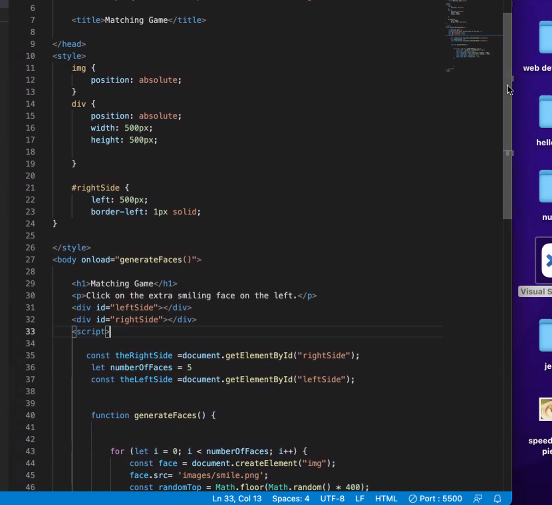 6
7 <title>Matching Game</title>
8
9 </head>
10 <style>
11 img {
12 position: absolute;
13 }
14 div {
15 position: absolute;
16 width: 500px;
17 height: 500px;
18
19 }
20
21 #rightSide {
22 left: 500px;
23 border-left: 1px solid;
24 }
25
26 </style>
27 <body onload="generateFaces()">
28
29 <h1>Matching Game</h1>
30 <p>Click on the extra smiling face on the left.</p>
31 <div id="leftSide"></div>
32 <div id="rightSide"></div>
33 <script>
34
35 const theRightSide =document.getElementById("rightSide");
36 let numberOfFaces = 5
37 const theLeftSide =document.getElementById("leftSide");
38
39
40 function generateFaces() {
41
42
43 for (let i = 0; i < numberOfFaces; i++) {
44 const face = document.createElement("img");
45 face.src= 'images/smile.png';
46 const randomTop = Math.floor(Math.random() * 400);
Ln 33, Col 13 Spaces: 4 UTF-8 LF HTML Port : 5500
web de
hell
nu
Visual S
je
speed
pie